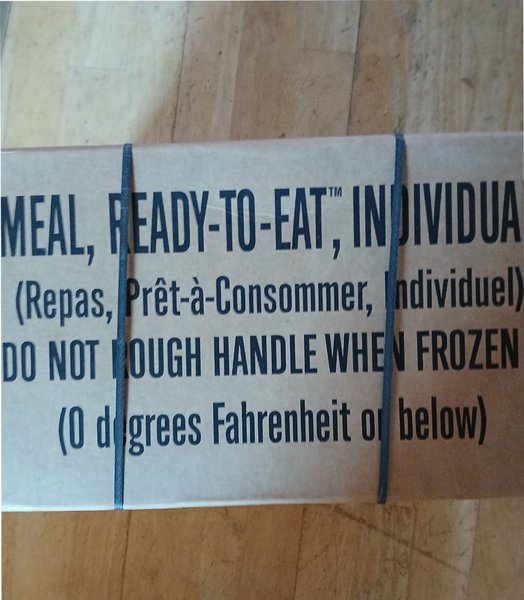 MEAL, READY-TO-EAT™, INDIVIDUA
(Repas, Prêt-à-Consommer, Individuel)
DO NOT ROUGH HANDLE WHEN FROZEN
(0 degrees Fahrenheit or below)